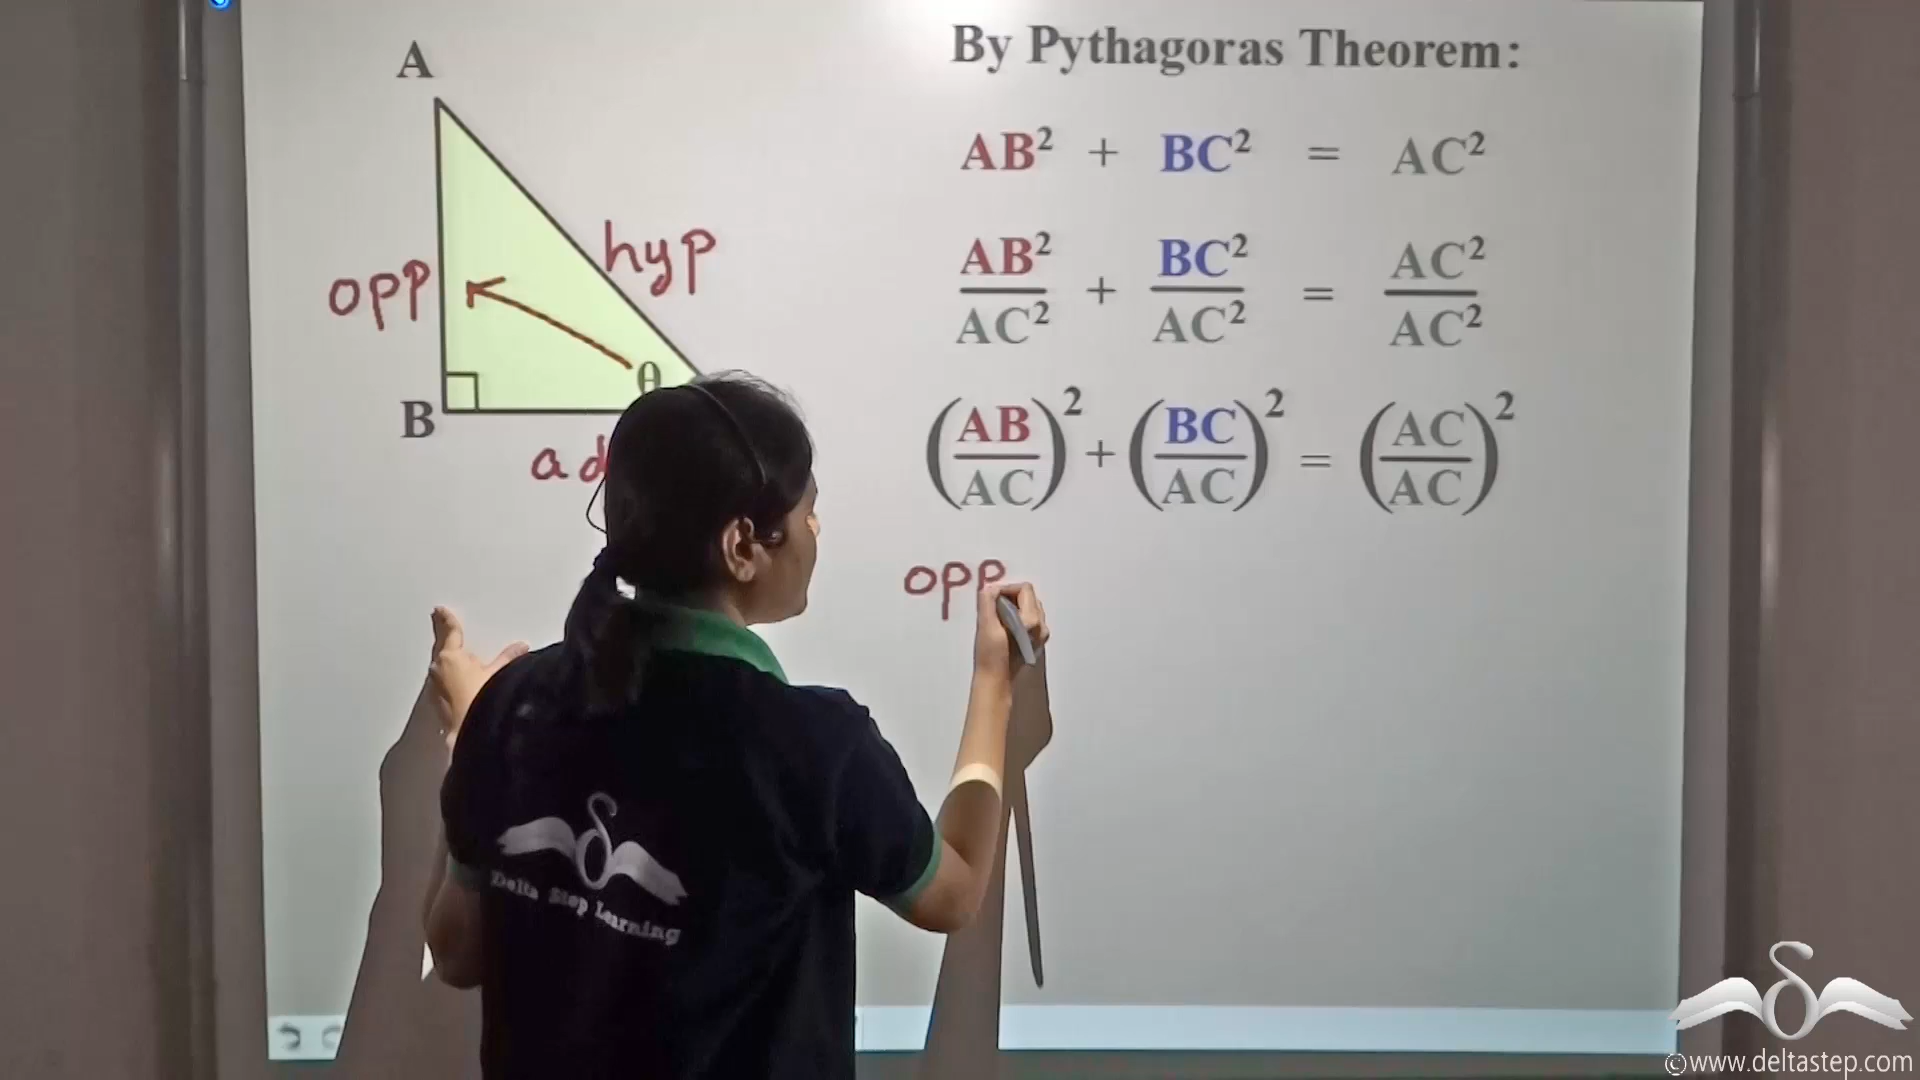 By Pythagoras Theorem:
A
AB² + BC² = AC²
hyp
opp
AB²/AC² + BC²/AC² = AC²/AC²
θ
B
(AB/AC)² + (BC/AC)² = (AC/AC)²
opp
Delta Step Learning
©www.deltastep.com